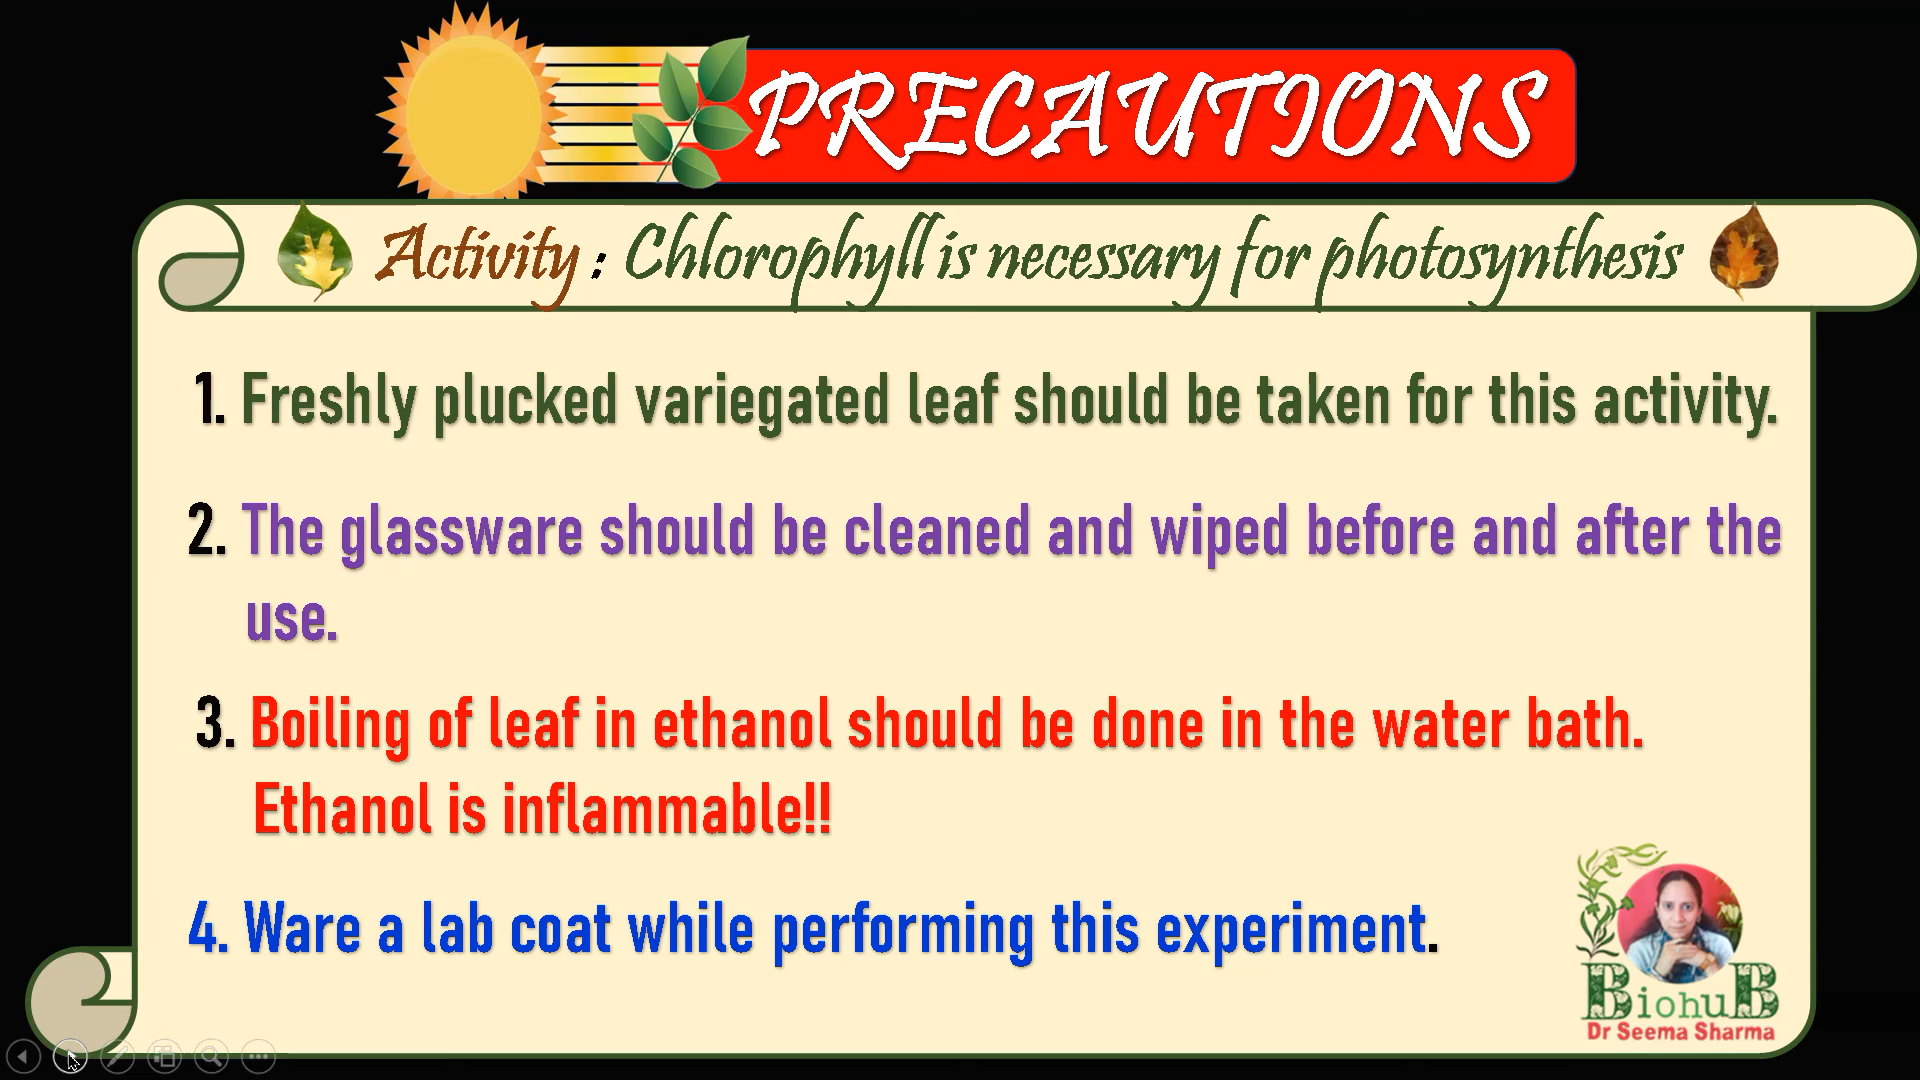 PRECAUTIONS
Activity : Chlorophyll is necessary for photosynthesis
1. Freshly plucked variegated leaf should be taken for this activity.
2. The glassware should be cleaned and wiped before and after the
use.
3. Boiling of leaf in ethanol should be done in the water bath.
Ethanol is inflammable!!
4. Ware a lab coat while performing this experiment.
BiohuB
Dr Seema Sharma